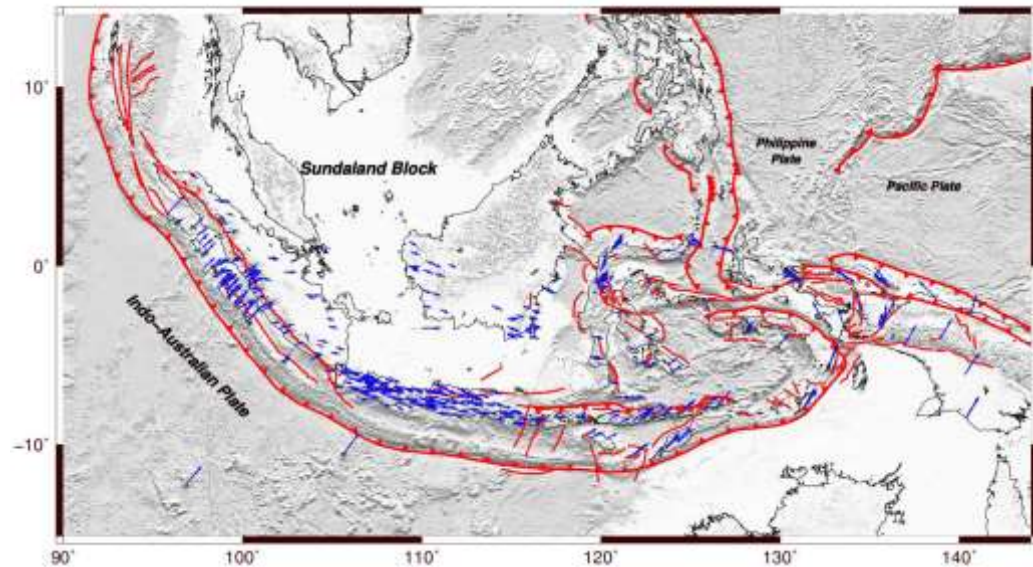 10°
Philippine
Plate
Sundaland Block
Pacific Plate
0°
Indo-Australian Plate
-10°
90°
100°
110°
120°
130°
140°